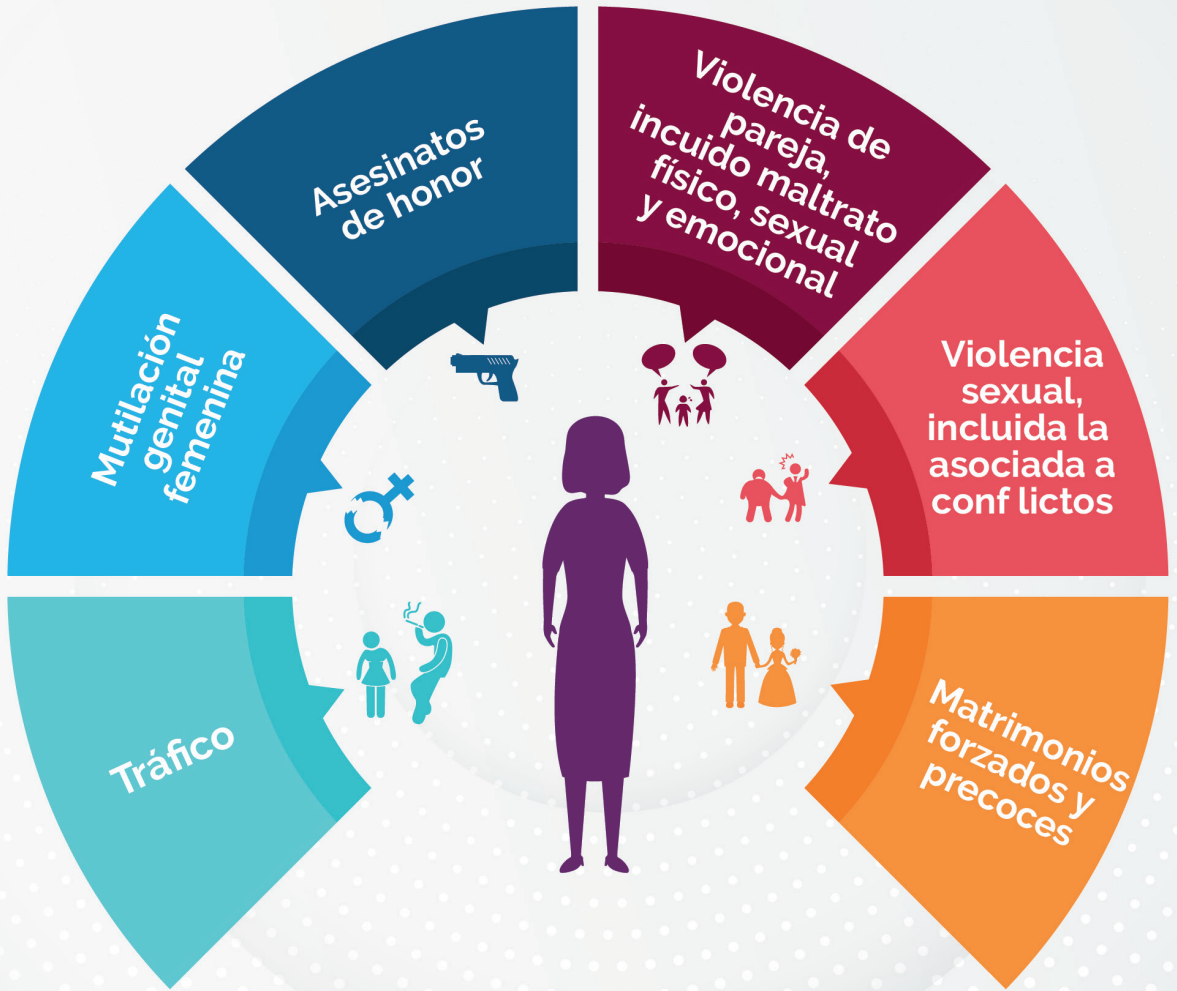 Tráfico
Mutilación
genital
femenina
Asesinatos
de honor
Violencia de
pareja,
incuido maltrato
físico, sexual
y emocional
Violencia
sexual,
incluida la
asociada a
conf lictos
Matrimonios
forzados y
precoces